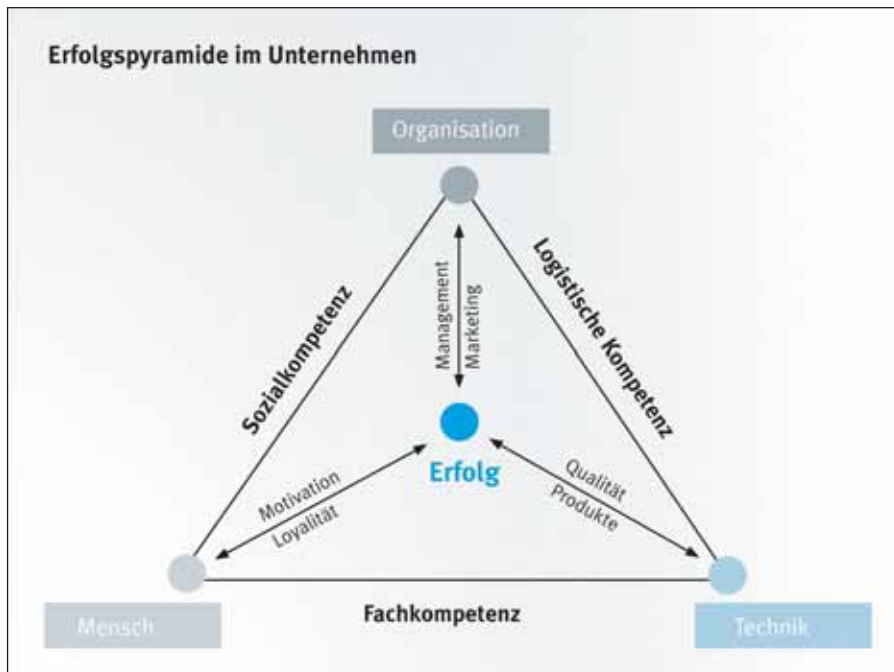 Erfolgspyramide im Unternehmen
Organisation
Sozialkompetenz
Management
Marketing
Logistische Kompetenz
Erfolg
Motivation
Loyalität
Qualität
Produkte
Mensch
Fachkompetenz
Technik